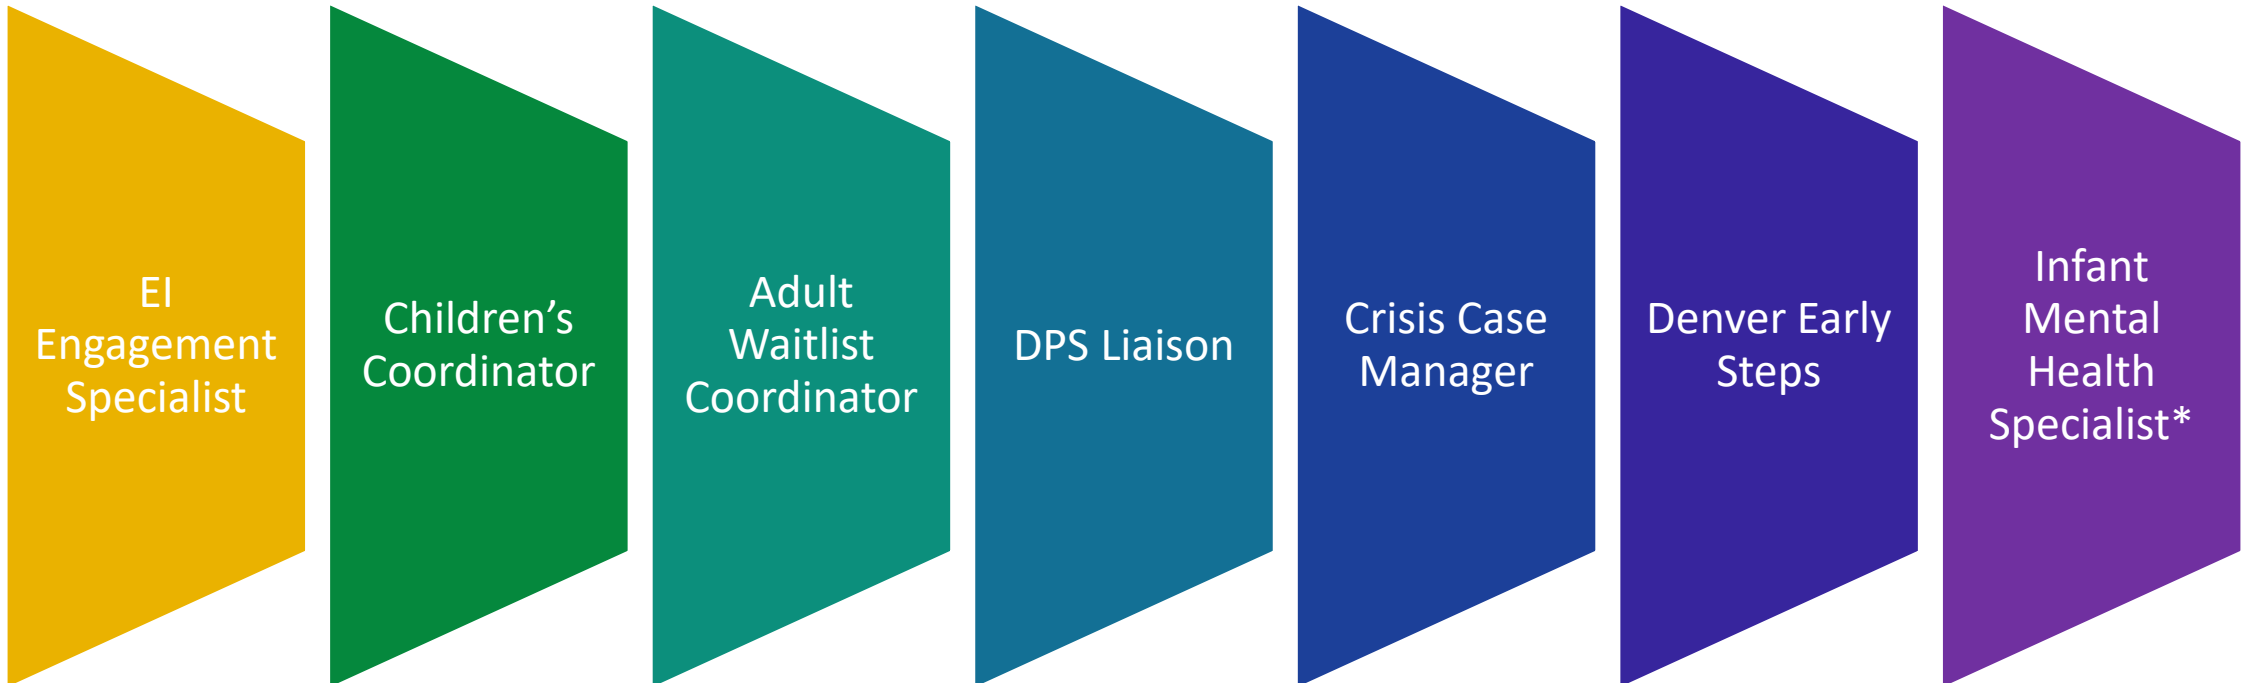 EI
Engagement
Specialist
Children’s
Coordinator
Adult
Waitlist
Coordinator
DPS Liaison
Crisis Case
Manager
Denver Early
Steps
Infant
Mental
Health
Specialist*